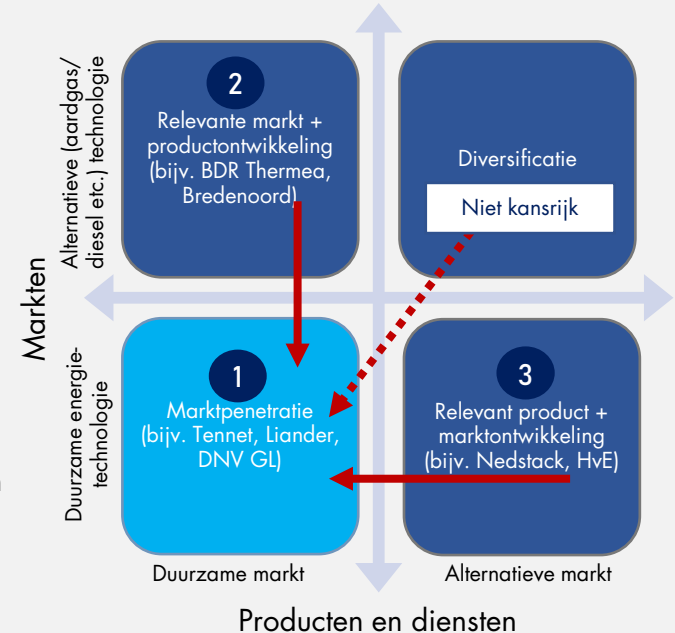 Markten
Alternatieve (aardgas/
diesel etc.) technologie
2
Relevante markt +
productontwikkeling
(bijv. BDR Thermea,
Bredenoord)
Diversificatie
Niet kansrijk
Duurzame energie-
technologie
1
Marktpenetratie
(bijv. Tennet, Liander,
DNV GL)
3
Relevant product +
marktontwikkeling
(bijv. Nedstack, HvE)
Duurzame markt
Alternatieve markt
Producten en diensten